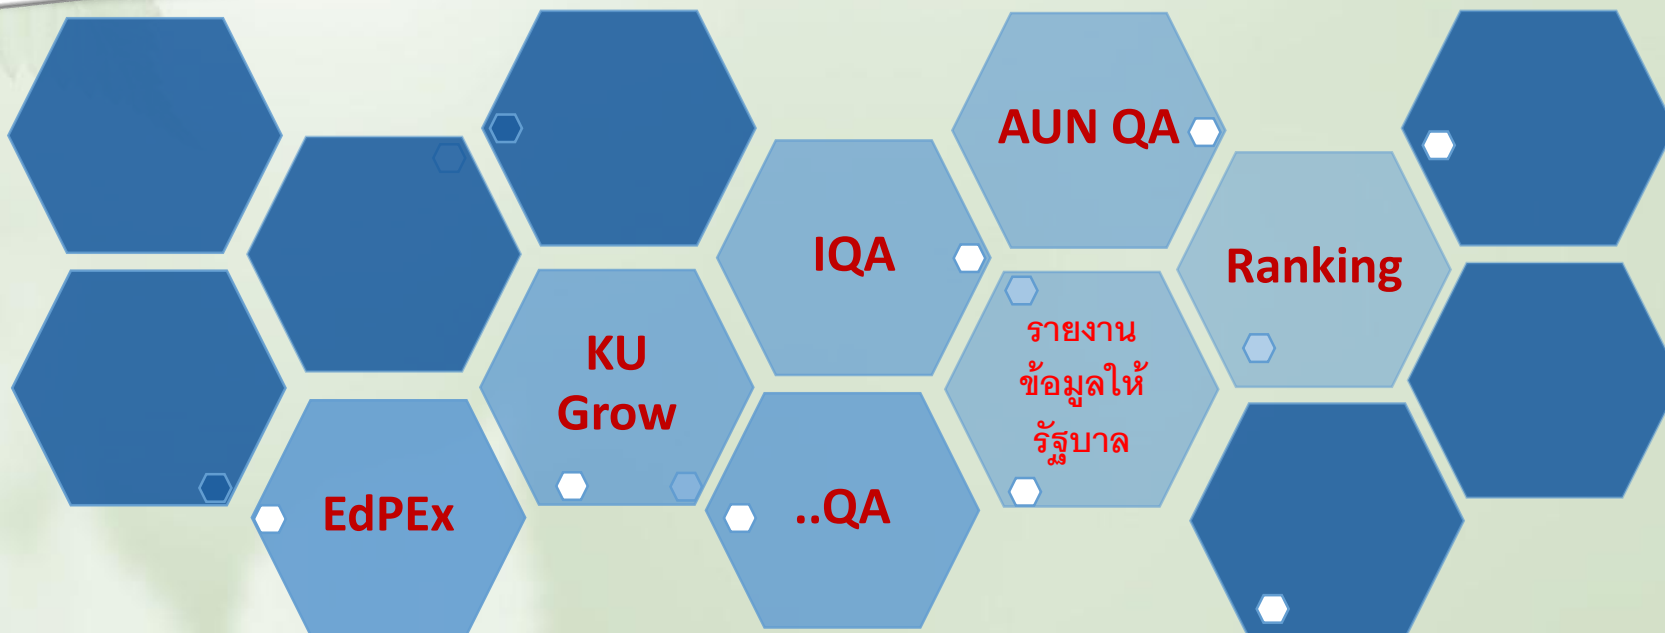 AUN QA
IQA
Ranking
KU
Grow
รายงาน
ข้อมูลให้
รัฐบาล
EdPEx
..QA